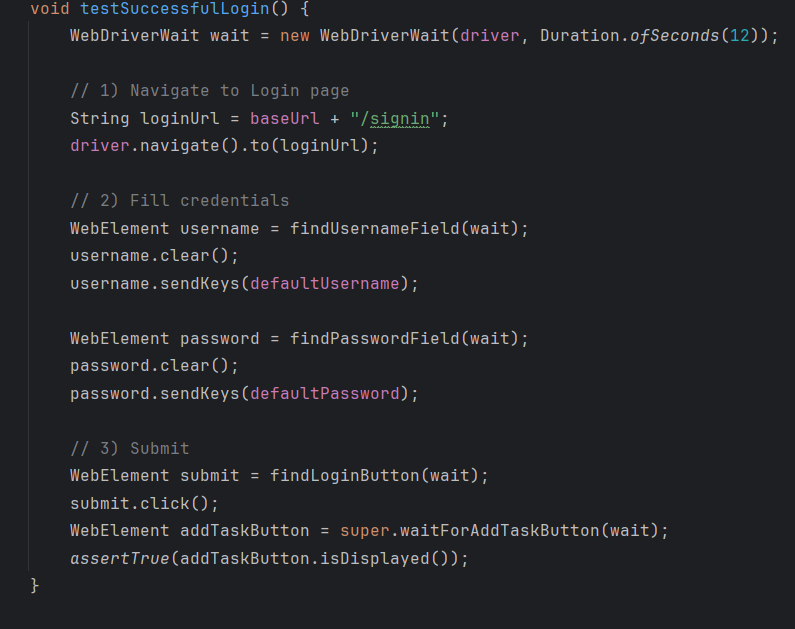 void testSuccessfulLogin() {
WebDriverWait wait = new WebDriverWait(driver, Duration.ofSeconds(12));
// 1) Navigate to Login page
String loginUrl = baseUrl + "/signin";
driver.navigate().to(loginUrl);
// 2) Fill credentials
WebElement username = findUsernameField(wait);
username.clear();
username.sendKeys(defaultUsername);
WebElement password = findPasswordField(wait);
password.clear();
password.sendKeys(defaultPassword);
// 3) Submit
WebElement submit = findLoginButton(wait);
submit.click();
WebElement addTaskButton = super.waitForAddTaskButton(wait);
assertTrue(addTaskButton.isDisplayed());
}